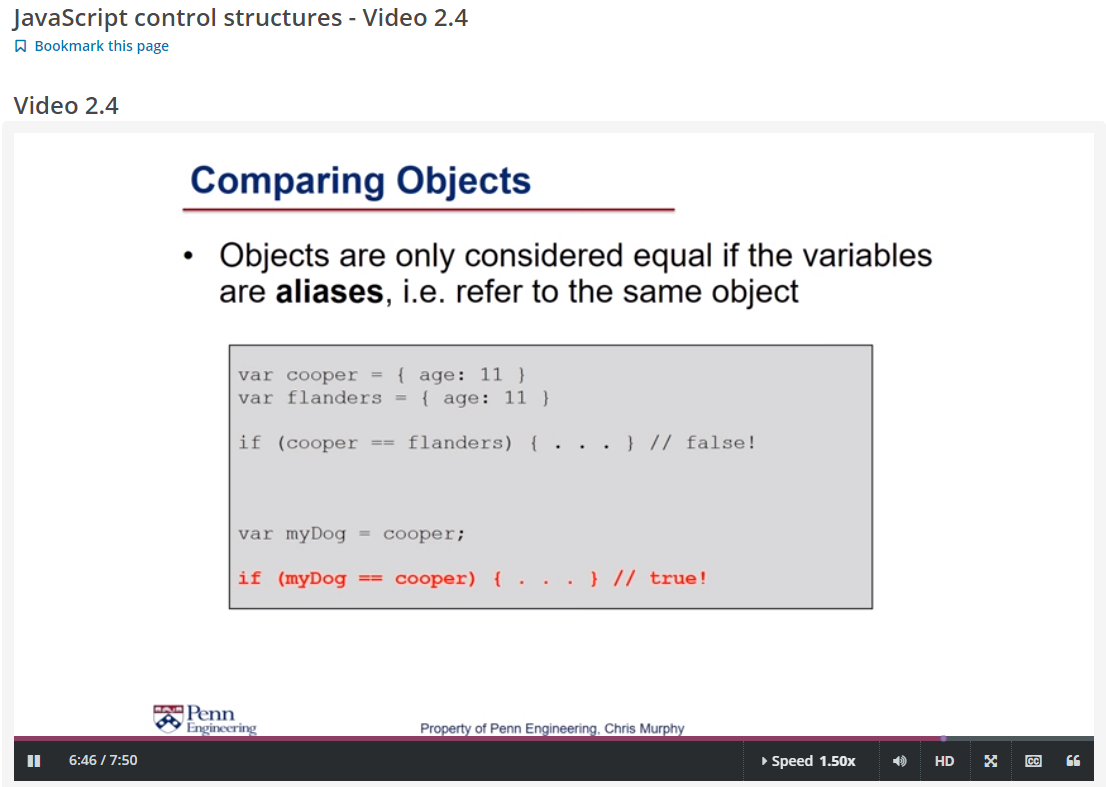 JavaScript control structures - Video 2.4
Bookmark this page
Video 2.4
Comparing Objects
• Objects are only considered equal if the variables
are aliases, i.e. refer to the same object
var cooper = { age: 11 }
var flanders = { age: 11 }
if (cooper == flanders) { . . . } // false!
var myDog = cooper;
if (myDog == cooper) { . . . } // true!
Penn
Engineering
Property of Penn Engineering, Chris Murphy
6:46 / 7:50
Speed 1.50x
HD
CC